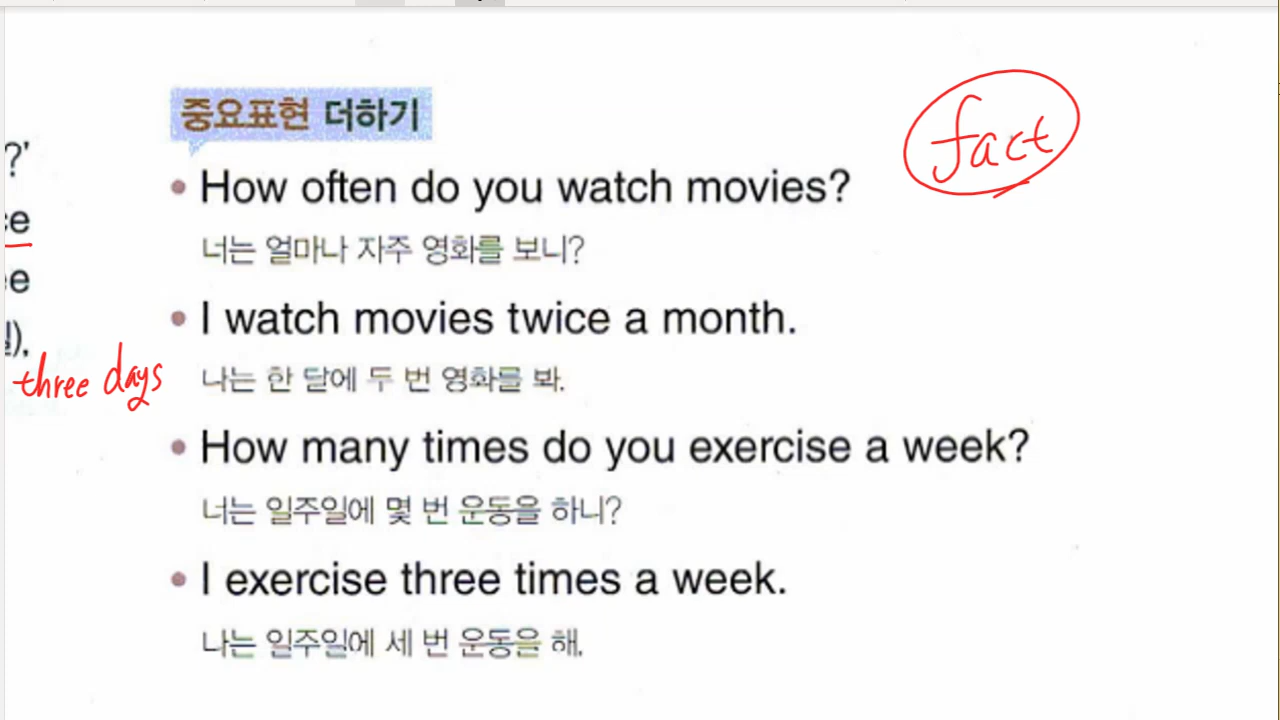 중요표현 더하기
fact
?'
e
How often do you watch movies?
너는 얼마나 자주 영화를 보니?
e
I watch movies twice a month.
),
three days
나는 한 달에 두 번 영화를 봐.
How many times do you exercise a week?
너는 일주일에 몇 번 운동을 하니?
I exercise three times a week.
나는 일주일에 세 번 운동을 해.